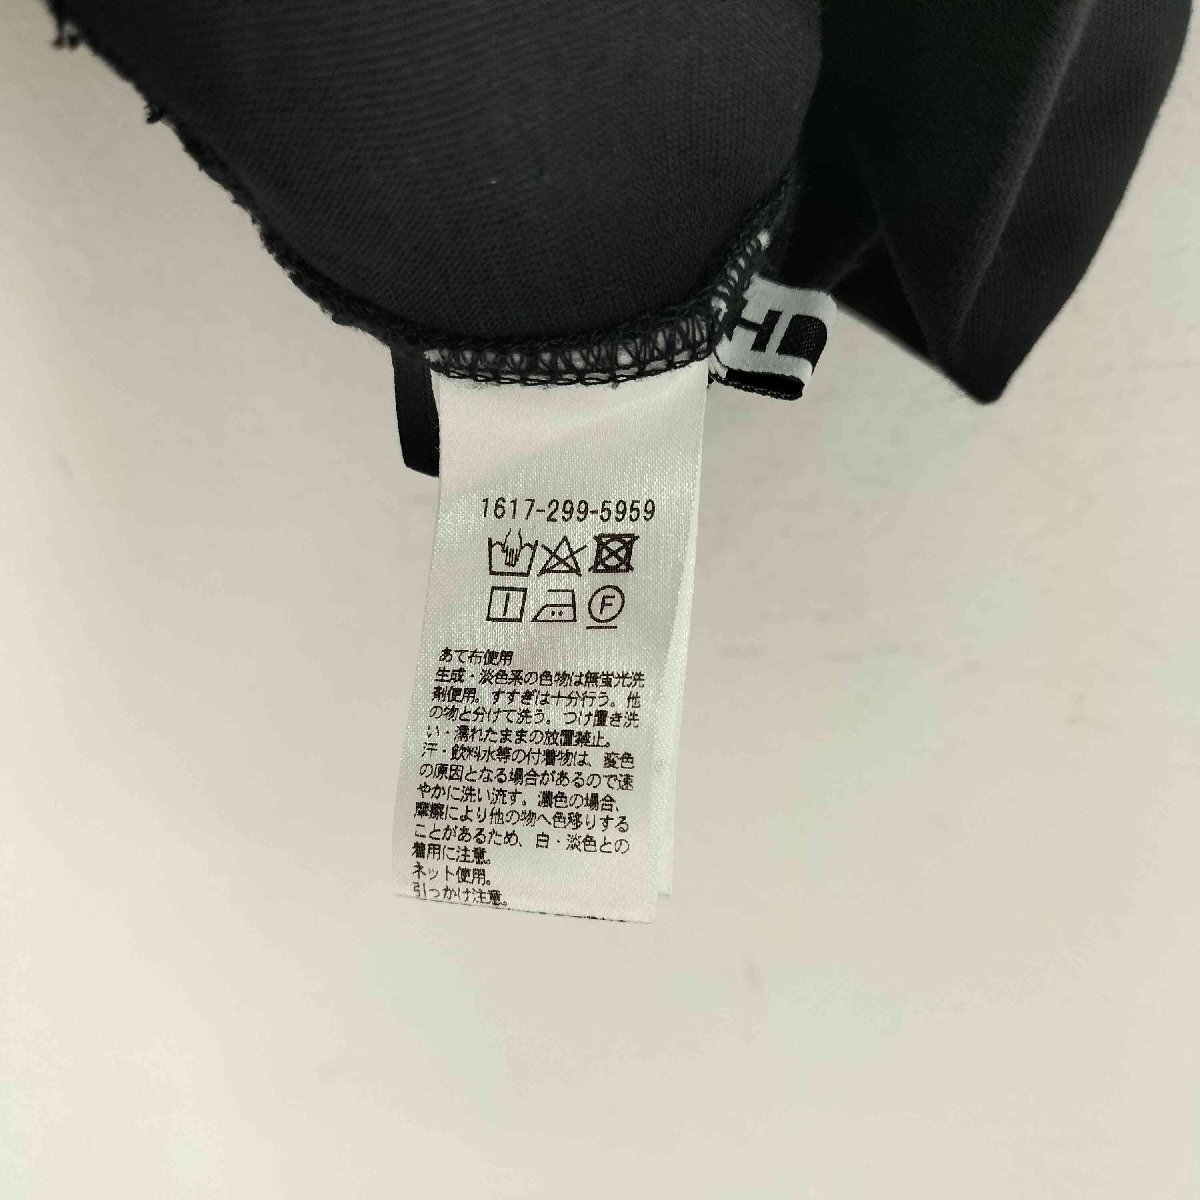 H
1617-299-5959
F
あて布使用
生成・淡色系の色物は無蛍光洗
剤使用。すすぎは十分行う。他
の物と分けて洗う。つけ置き洗
い・濡れたままの放置禁止。
汗・飲料水等の付着物は、変色
の原因となる場合があるので速
やかに洗い流す。濃色の場合、
摩擦により他の物へ色移りする
ことがあるため、白・淡色との
着用に注意。
ネット使用。
引っかけ注意。